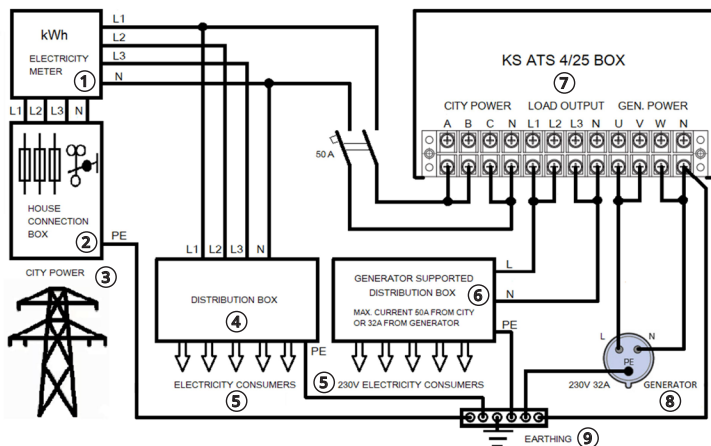 L1
kWh
L2
ELECTRICITY
METER
①
L3
N
L1 L2 L3 N
HOUSE
CONNECTION
BOX
②
PE
CITY POWER ③
KS ATS 4/25 BOX
⑦
CITY POWER LOAD OUTPUT GEN. POWER
A B C N L1 L2 L3 N U V W N
50 A
L1 L2 L3 N
DISTRIBUTION BOX
④
PE
ELECTRICITY CONSUMERS
⑤
GENERATOR SUPPORTED
DISTRIBUTION BOX
⑥
MAX. CURRENT 50A FROM CITY
OR 32A FROM GENERATOR
L
N
PE
⑤ 230V ELECTRICITY CONSUMERS
L N
PE
230V 32A
GENERATOR
⑧
EARTHING ⑨